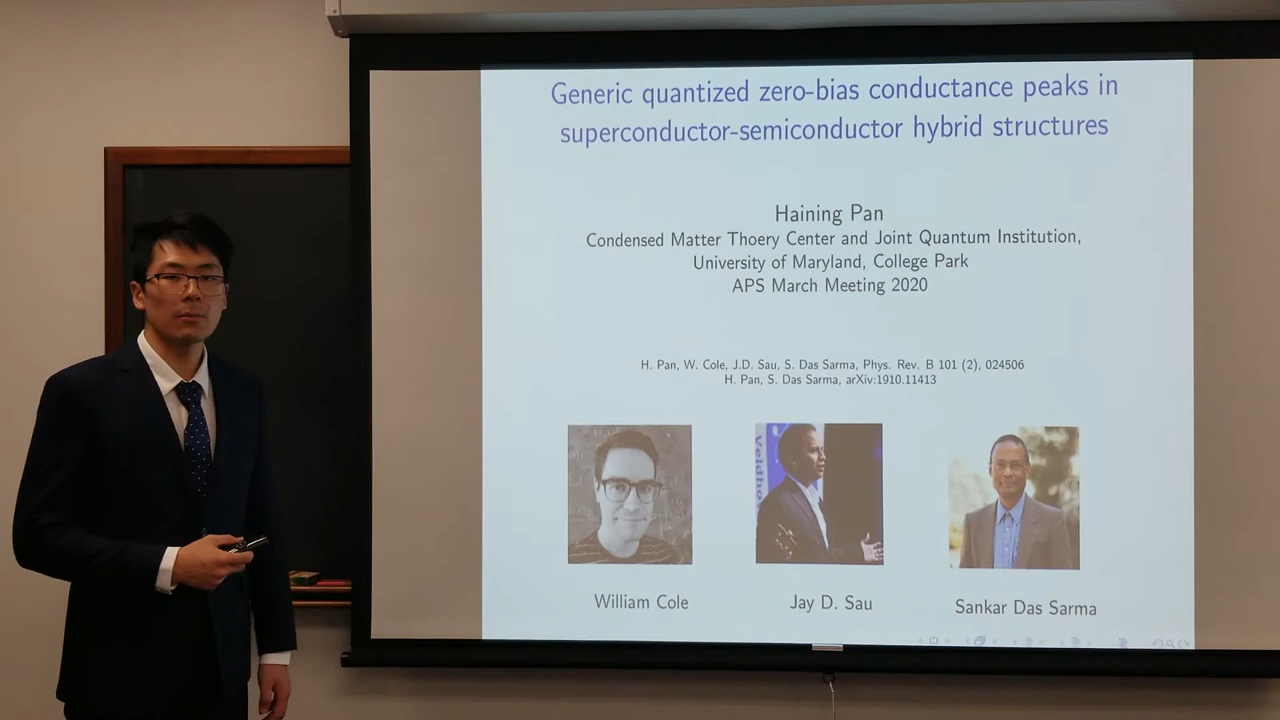 Generic quantized zero-bias conductance peaks in
superconductor-semiconductor hybrid structures
Haining Pan
Condensed Matter Thoery Center and Joint Quantum Institution,
University of Maryland, College Park
APS March Meeting 2020
H. Pan, W. Cole, J.D. Sau, S. Das Sarma, Phys. Rev. B 101 (2), 024506
H. Pan, S. Das Sarma, arXiv:1910.11413
Veldho
William Cole
Jay D. Sau
Sankar Das Sarma